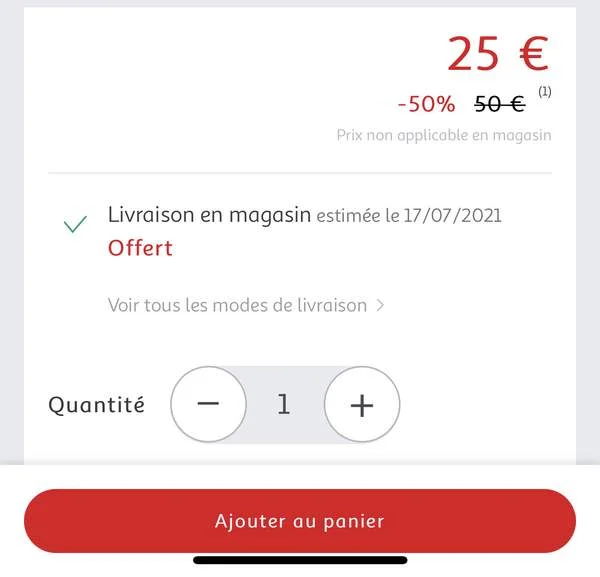 25 €
-50% 50 € (1)
Prix non applicable en magasin
Livraison en magasin estimée le 17/07/2021
Offert
Voir tous les modes de livraison >
Quantité − 1 +
Ajouter au panier